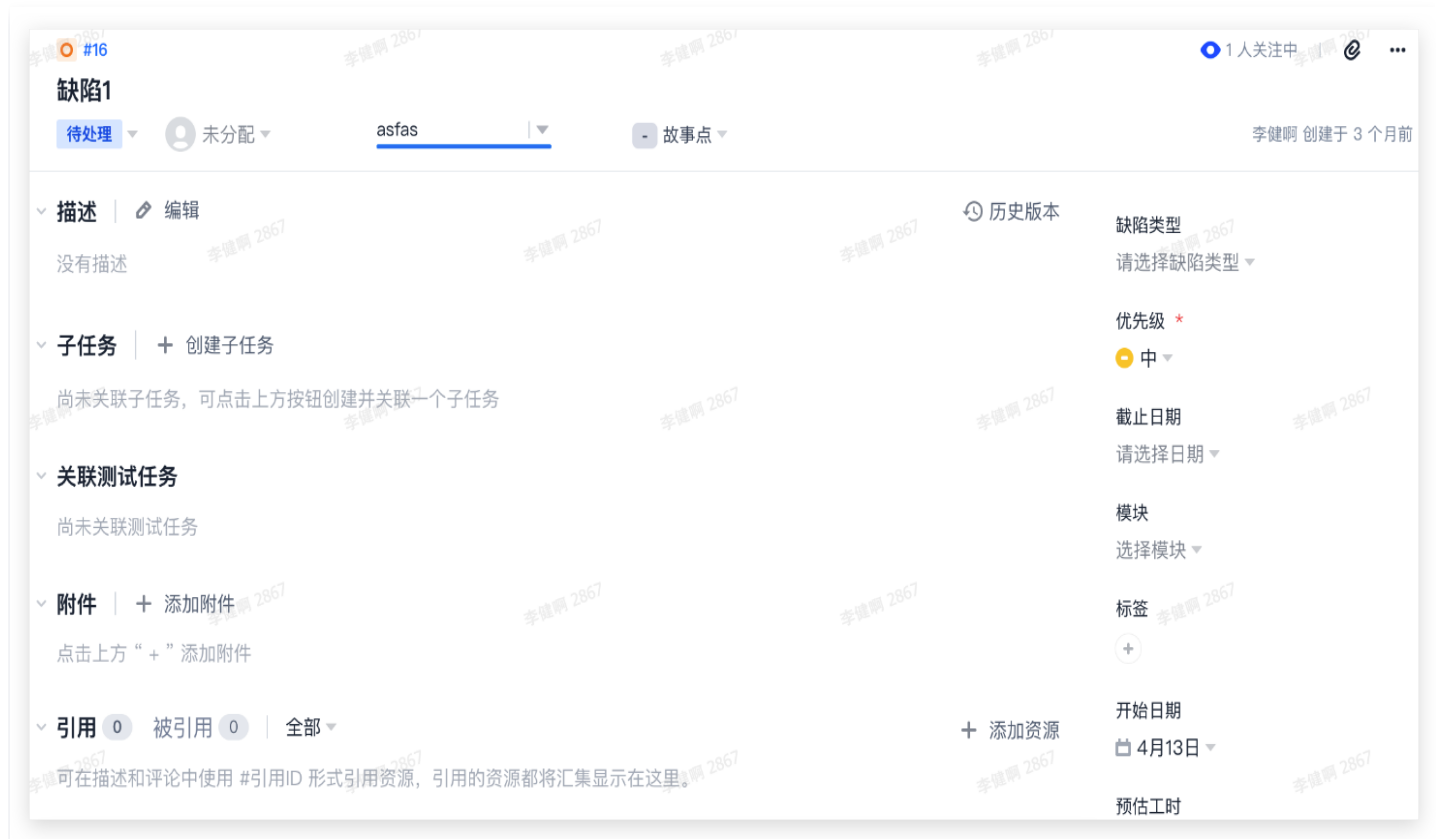 #16
1 人关注中
缺陷1
待处理
未分配
asfas
- 故事点
李健啊 创建于 3 个月前
描述
编辑
历史版本
没有描述
子任务
+ 创建子任务
尚未关联子任务，可点击上方按钮创建并关联一个子任务
关联测试任务
尚未关联测试任务
附件
+ 添加附件
点击上方 “ + ” 添加附件
引用 0 被引用 0 全部
+ 添加资源
可在描述和评论中使用 #引用ID 形式引用资源，引用的资源都将汇集显示在这里。
缺陷类型
请选择缺陷类型
优先级 *
中
截止日期
请选择日期
模块
选择模块
标签
+
开始日期
4月13日
预估工时
李健啊 2867